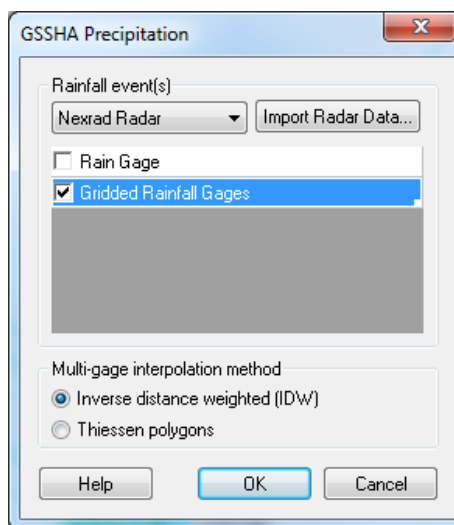 GSSHA Precipitation
Rainfall event(s)
Nexrad Radar
Import Radar Data...
Rain Gage
Gridded Rainfall Gages
Multi-gage interpolation method
Inverse distance weighted (IDW)
Thiessen polygons
Help
OK
Cancel